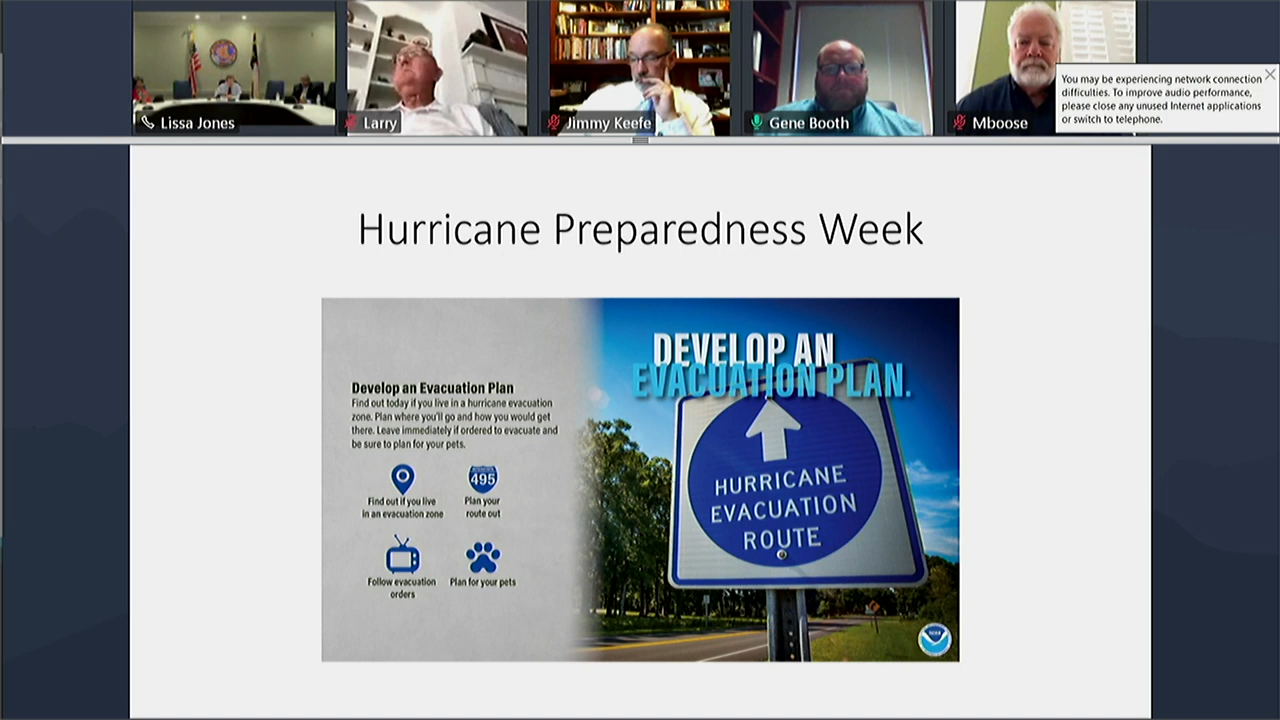 Lissa Jones
Larry
Jimmy Keefe
Gene Booth
Mboose
You may be experiencing network connection
difficulties. To improve audio performance,
please close any unused Internet applications
or switch to telephone.
Hurricane Preparedness Week
DEVELOP AN
EVACUATION PLAN.
Develop an Evacuation Plan
Find out today if you live in a hurricane evacuation
zone. Plan where you'll go and how you would get
there. Leave immediately if ordered to evacuate and
be sure to plan for your pets.
495
Find out if you live
in an evacuation zone
Plan your
route out
Follow evacuation
orders
Plan for your pets
HURRICANE
EVACUATION
ROUTE